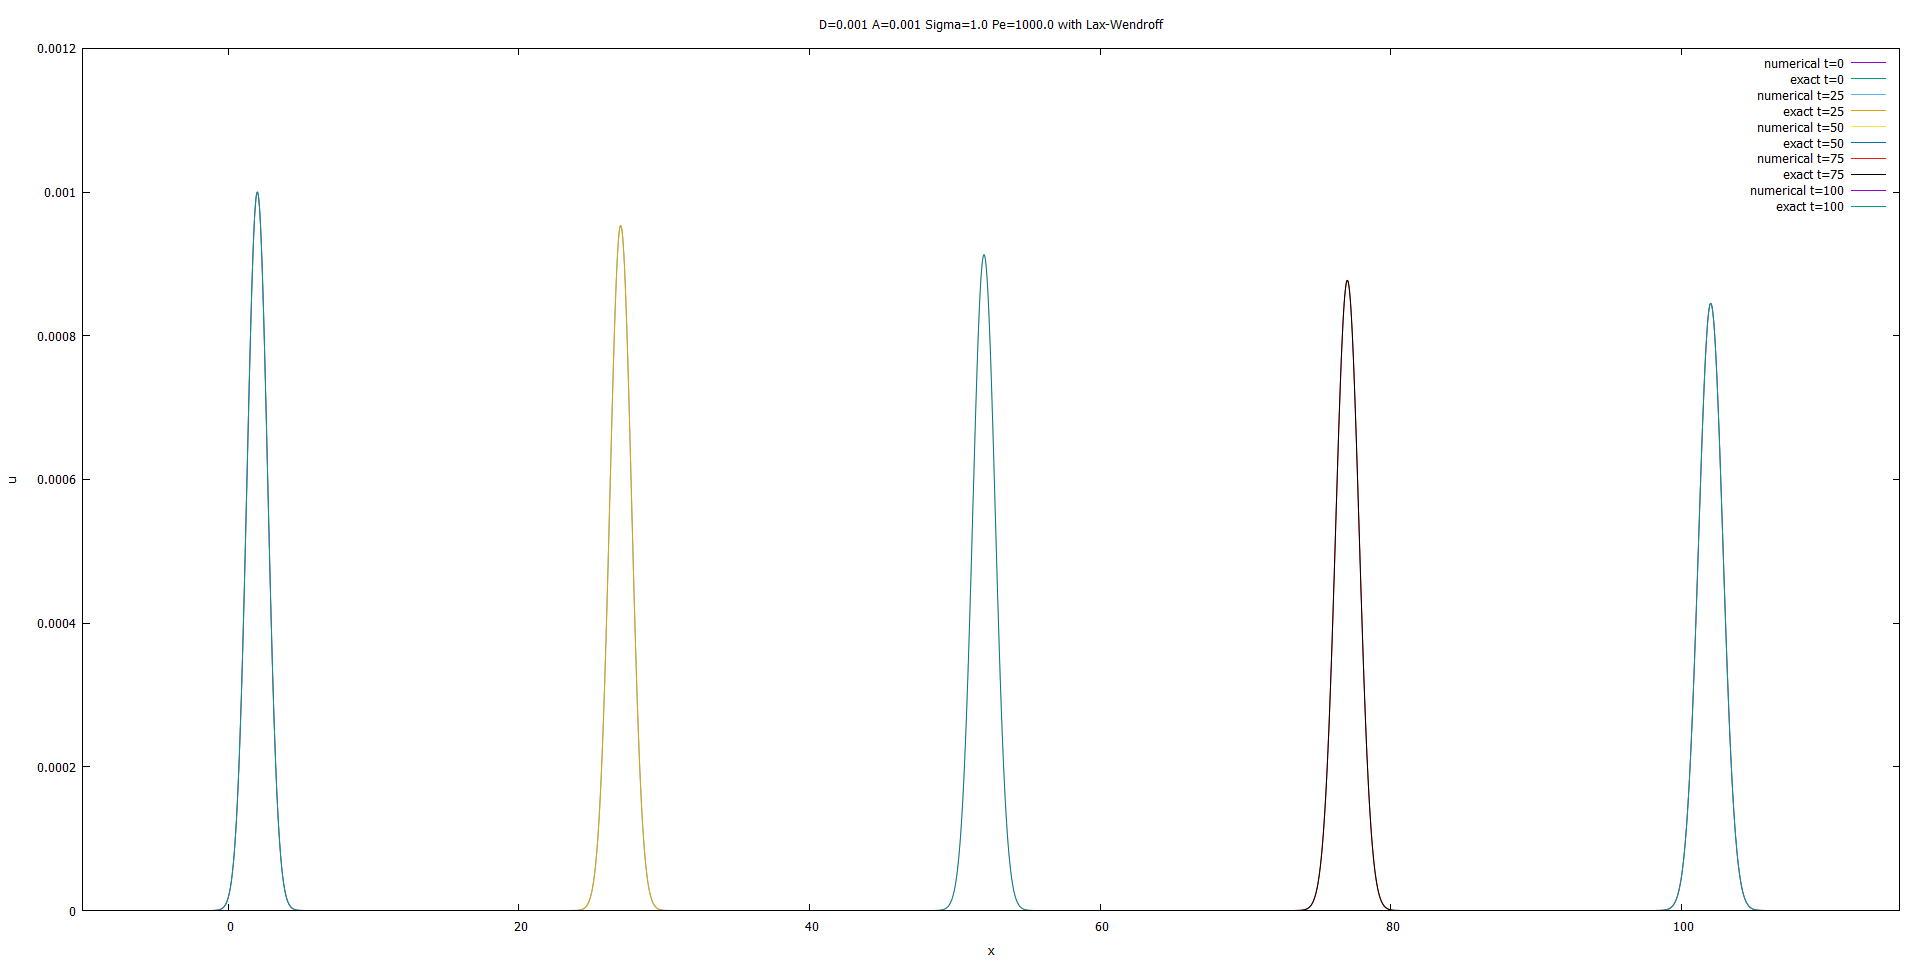 D=0.001 A=0.001 Sigma=1.0 Pe=1000.0 with Lax-Wendroff
0.0012
0.001
0.0008
0.0006
0.0004
0.0002
0
u
numerical t=0
exact t=0
numerical t=25
exact t=25
numerical t=50
exact t=50
numerical t=75
exact t=75
numerical t=100
exact t=100
0 20 40 60 80 100
x